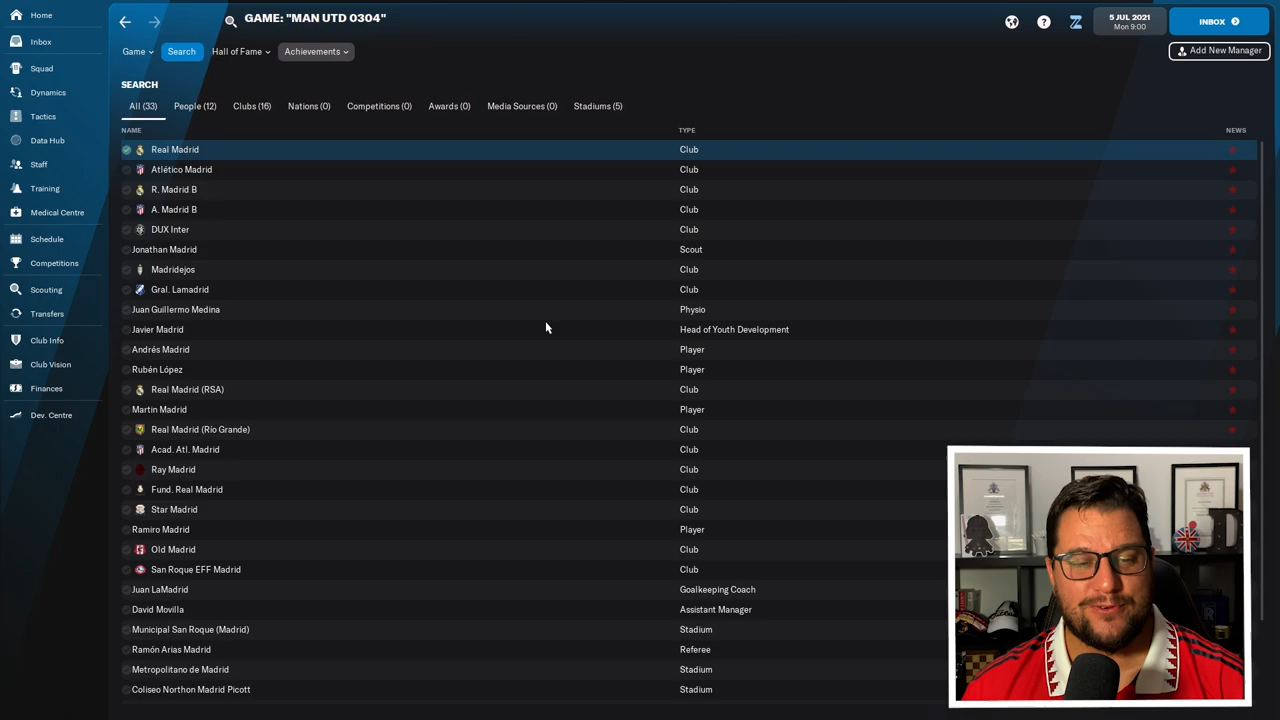 Home
GAME: "MAN UTD 0304"
5 JUL 2021
Mon 9:00
INBOX
Inbox
Game
Search
Hall of Fame
Achievements
Add New Manager
Squad
Dynamics
Tactics
Data Hub
Staff
Training
Medical Centre
Schedule
Competitions
Scouting
Transfers
Club Info
Club Vision
Finances
Dev. Centre
SEARCH
All (33) People (12) Clubs (16) Nations (0) Competitions (0) Awards (0) Media Sources (0) Stadiums (5)
NAME TYPE NEWS
Real Madrid Club
Atlético Madrid Club
R. Madrid B Club
A. Madrid B Club
DUX Inter Club
Jonathan Madrid Scout
Madridejos Club
Gral. Lamadrid Club
Juan Guillermo Medina Physio
Javier Madrid Head of Youth Development
Andrés Madrid Player
Rubén López Player
Real Madrid (RSA) Club
Martín Madrid Player
Real Madrid (Río Grande) Club
Acad. Atl. Madrid Club
Ray Madrid Club
Fund. Real Madrid Club
Star Madrid Club
Ramiro Madrid Player
Old Madrid Club
San Roque EFF Madrid Club
Juan LaMadrid Goalkeeping Coach
David Movilla Assistant Manager
Municipal San Roque (Madrid) Stadium
Ramón Arias Madrid Referee
Metropolitano de Madrid Stadium
Coliseo Northon Madrid Picott Stadium